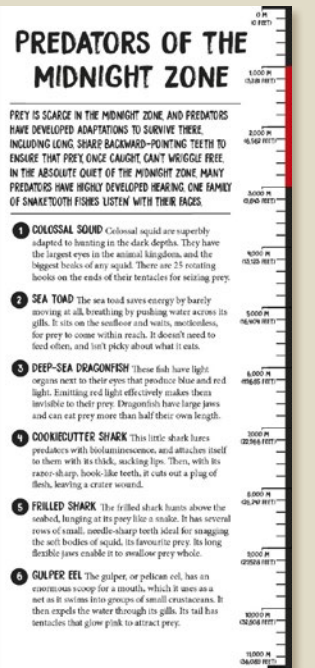 PREDATORS OF THE
MIDNIGHT ZONE
PREY IS SCARCE IN THE MIDNIGHT ZONE, AND PREDATORS
HAVE DEVELOPED ADAPTATIONS TO SURVIVE THERE,
INCLUDING LONG, SHARP BACKWARD-POINTING TEETH TO
ENSURE THAT PREY, ONCE CAUGHT, CAN'T WRIGGLE FREE.
IN THE ABSOLUTE QUIET OF THE MIDNIGHT ZONE, MANY
PREDATORS HAVE HIGHLY DEVELOPED HEARING. ONE FAMILY
OF SNAKETOOTH FISHES 'LISTEN' WITH THEIR FACES.
1 COLOSSAL SQUID Colossal squid are superbly
adapted to hunting in the dark depths. They have
the largest eyes in the animal kingdom, and the
biggest beaks of any squid. There are 25 rotating
hooks on the ends of their tentacles for seizing prey.
2 SEA TOAD The sea toad saves energy by barely
moving at all, breathing by pushing water across its
gills. It sits on the seafloor and waits, motionless,
for prey to come within reach. It doesn't need to
feed often, and isn't picky about what it eats.
3 DEEP-SEA DRAGONFISH These fish have light
organs next to their eyes that produce blue and red
light. Emitting red light effectively makes them
invisible to their prey. Dragonfish have large jaws
and can eat prey more than half their own length.
4 COOKIECUTTER SHARK This little shark lures
predators with bioluminescence, and attaches itself
to them with its thick, sucking lips. Then, with its
razor-sharp, hook-like teeth, it cuts out a plug of
flesh, leaving a crater wound.
5 FRILLED SHARK The frilled shark hunts above the
seabed, lunging at its prey like a snake. It has several
rows of small, needle-sharp teeth ideal for snagging
the soft bodies of squid, its favourite prey. Its long
flexible jaws enable it to swallow prey whole.
6 GULPER EEL The gulper, or pelican eel, has an
enormous scoop for a mouth, which it uses as a
net as it swims into groups of small crustaceans. It
then expels the water through its gills. Its tail has
tentacles that glow pink to attract prey.
0 M
(0 FEET)
1,000 M
(3,281 FEET)
2,000 M
(6,562 FEET)
3,000 M
4,000 M
5,000 M
6,000 M
(19,685 FEET)
7,000 M
(22,966 FEET)
8,000 M
9,000 M
10,000 M
(32,808 FEET)
11,000 M